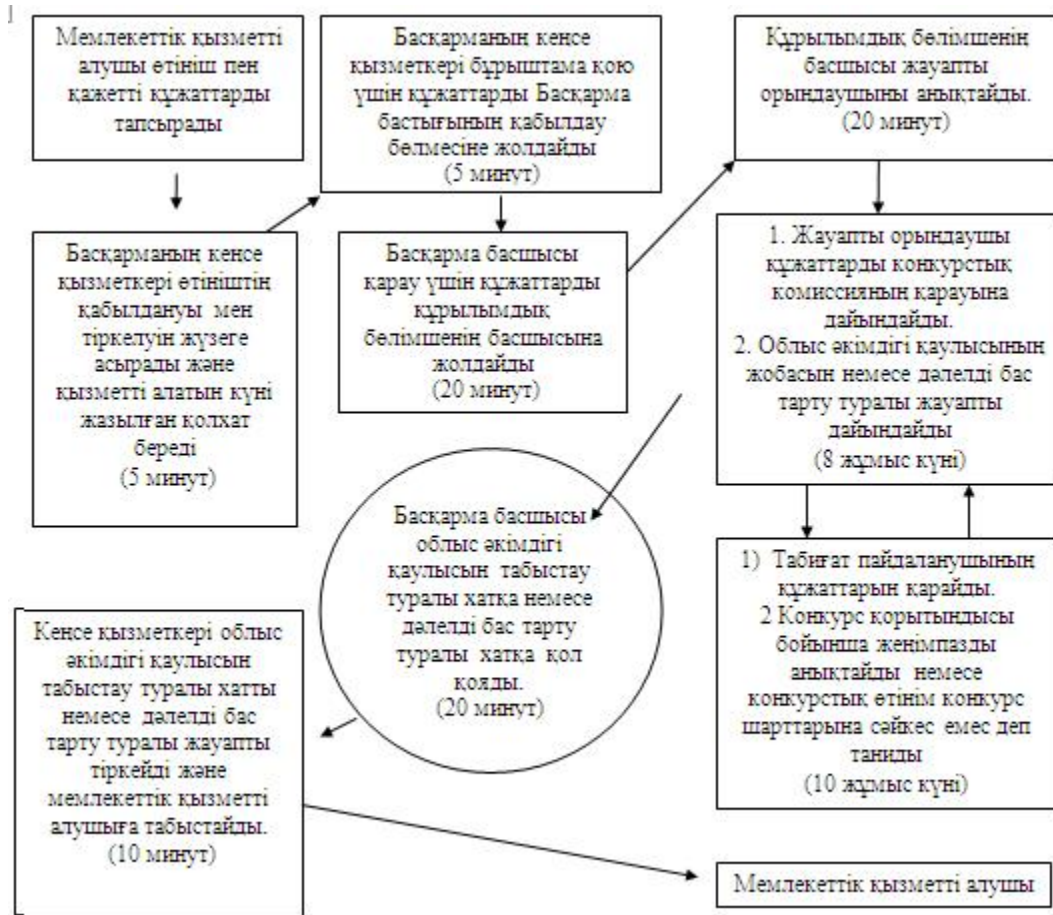 Мемлекеттік қызметті
алушы өтініш пен
қажетті құжаттарды
тапсырады
Басқарманың кенсе
қызметкері өтініштің
қабылдануы мен
тіркелуін жүзеге
асырады және
қызметті алатын күні
жазылған қолхат
береді
(5 минут)
Басқарманың кенсе
қызметкері бұрыштама қою
үшін құжаттарды Басқарма
бастығының қабылдау
бөлмесіне жолдайды
(5 минут)
Басқарма басшысы
қарау үшін құжаттарды
құрылымдық
бөлімшенің басшысына
жолдайды
(20 минут)
Құрылымдық бөлімшенің
басшысы жауапты
орындаушыны анықтайды.
(20 минут)
1. Жауапты орындаушы
құжаттарды конкурстық
комиссияның қарауына
дайындайды.
2. Облыс әкімдігі қаулысының
жобасын немесе дәлелді бас
тарту туралы жауапты
дайындайды
(8 жұмыс күні)
1) Табиғат пайдаланушының
құжаттарын қарайды.
2 Конкурс қорытындысы
бойынша женімпазды
анықтайды немесе
конкурстық өтінім конкурс
шарттарына сәйкес емес деп
таниды
(10 жұмыс күні)
Басқарма басшысы
облыс әкімдігі
қаулысын табыстау
туралы хатқа немесе
дәлелді бас тарту
туралы хатқа қол
қояды.
(20 минут)
Кенсе қызметкері облыс
әкімдігі қаулысын
табыстау туралы хатты
немесе дәлелді бас
тарту туралы жауапты
тіркейді және
мемлекеттік қызметті
алушыға табыстайды.
(10 минут)
Мемлекеттік қызметті алушы